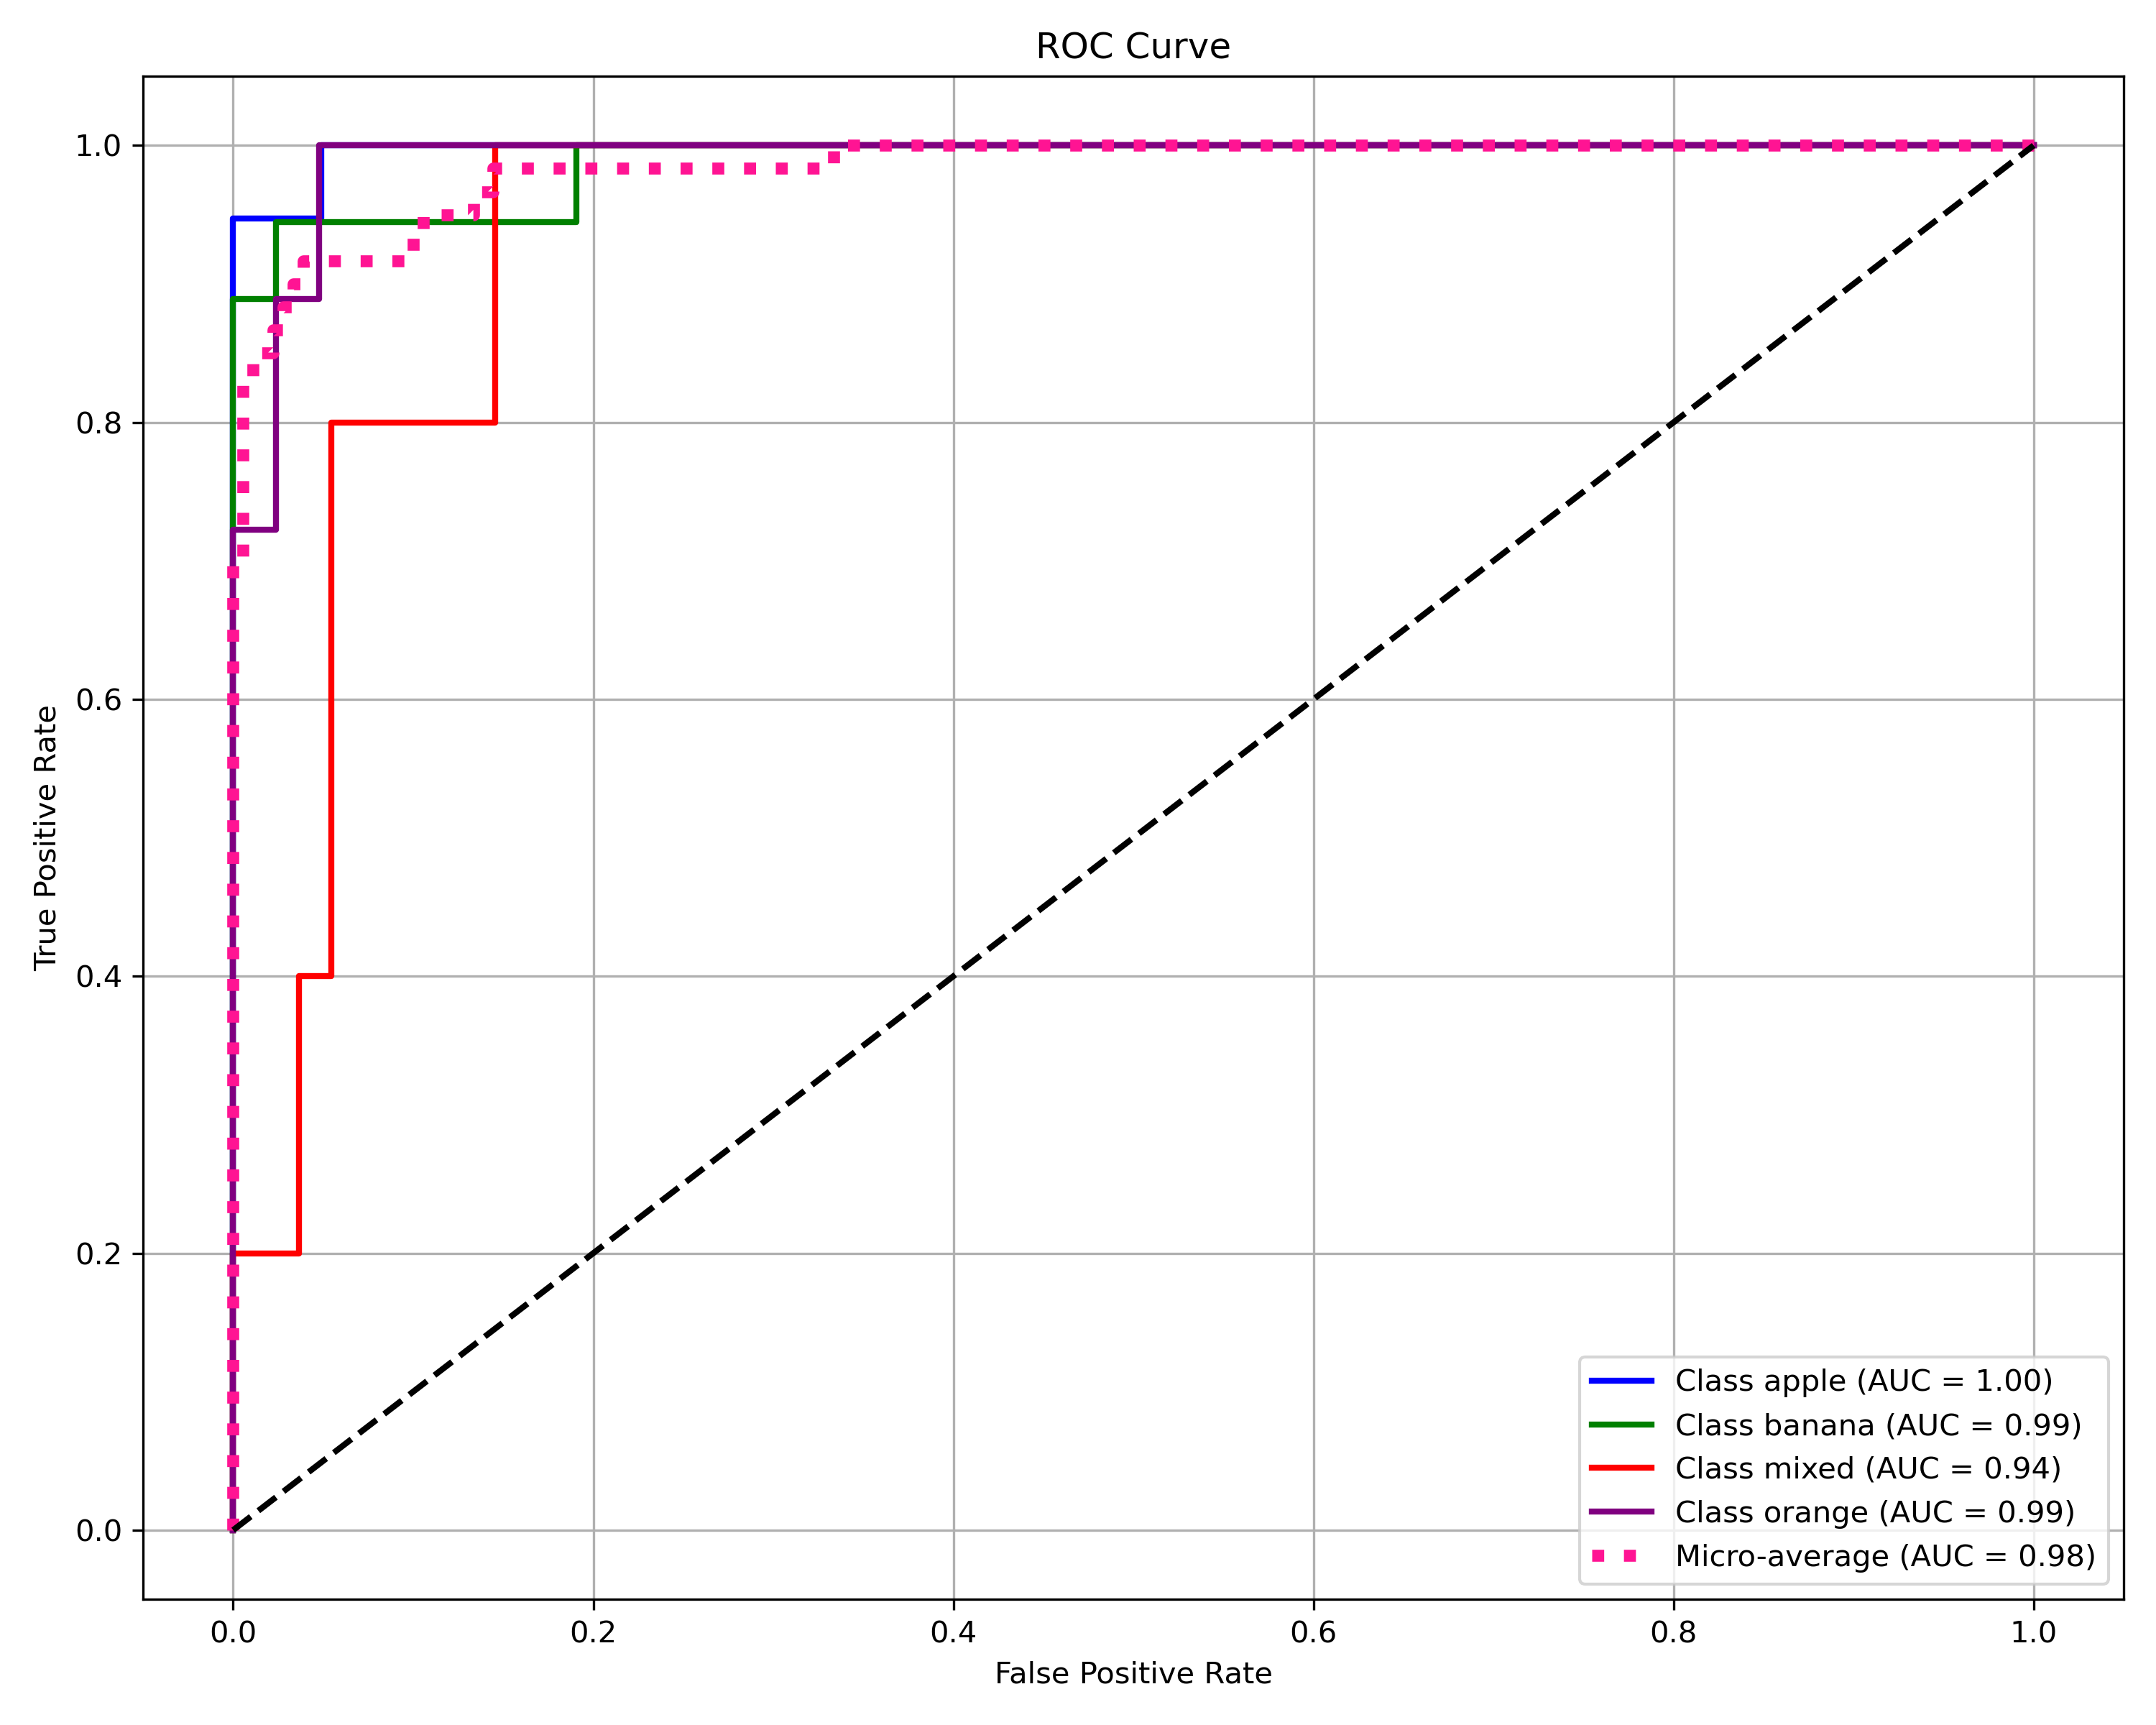 ROC Curve
True Positive Rate
1.0
0.8
0.6
0.4
0.2
0.0
0.0 0.2 0.4 0.6 0.8 1.0
False Positive Rate
Class apple (AUC = 1.00)
Class banana (AUC = 0.99)
Class mixed (AUC = 0.94)
Class orange (AUC = 0.99)
Micro-average (AUC = 0.98)